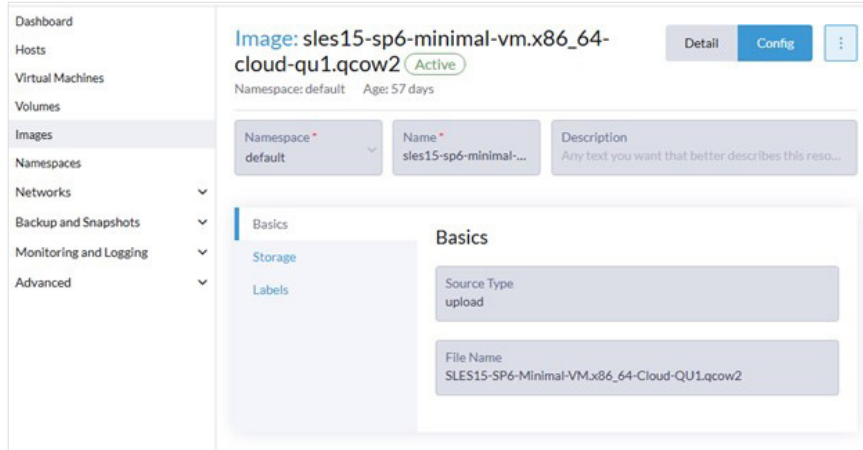 Dashboard
Hosts
Virtual Machines
Volumes
Images
Namespaces
Networks
Backup and Snapshots
Monitoring and Logging
Advanced
Image: sles15-sp6-minimal-vm.x86_64-
cloud-qu1.qcow2 Active
Namespace: default Age: 57 days
Detail Config
Namespace *
default
Name *
sles15-sp6-minimal-...
Description
Any text you want that better describes this reso...
Basics
Storage
Labels
Basics
Source Type
upload
File Name
SLES15-SP6-Minimal-VM.x86_64-Cloud-QU1.qcow2